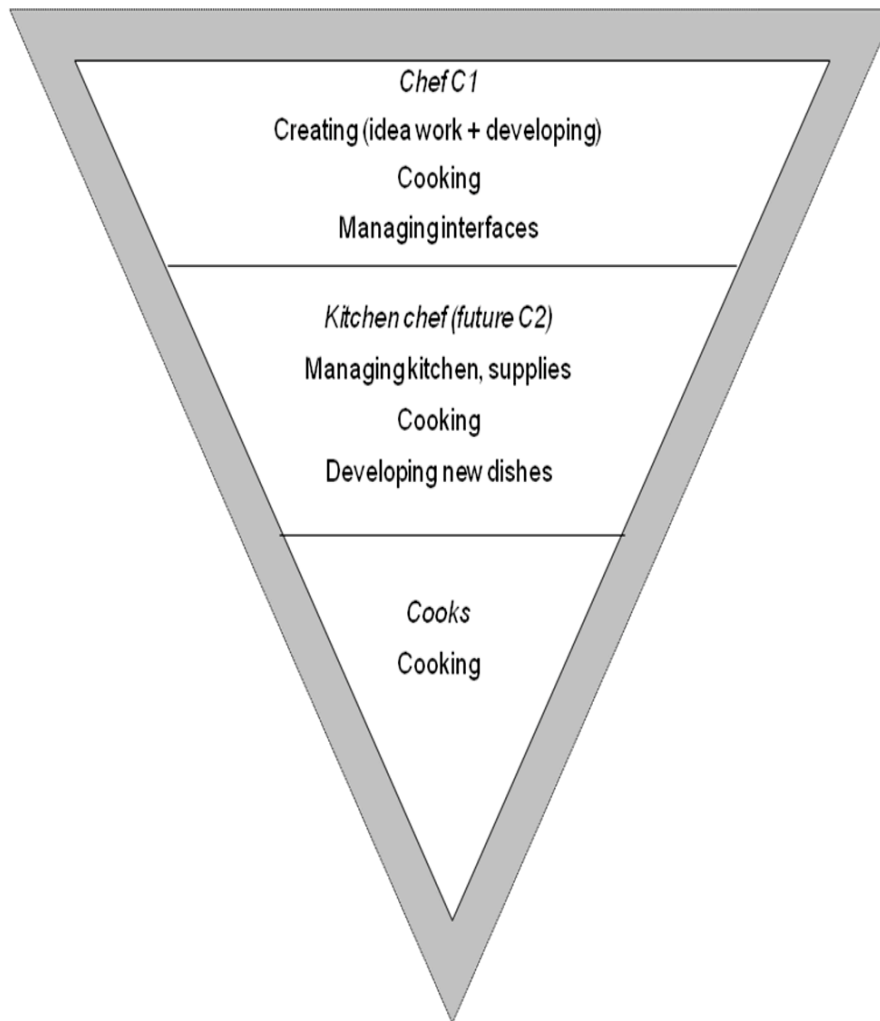 Chef C1
Creating (idea work + developing)
Cooking
Managing interfaces
Kitchen chef (future C2)
Managing kitchen, supplies
Cooking
Developing new dishes
Cooks
Cooking